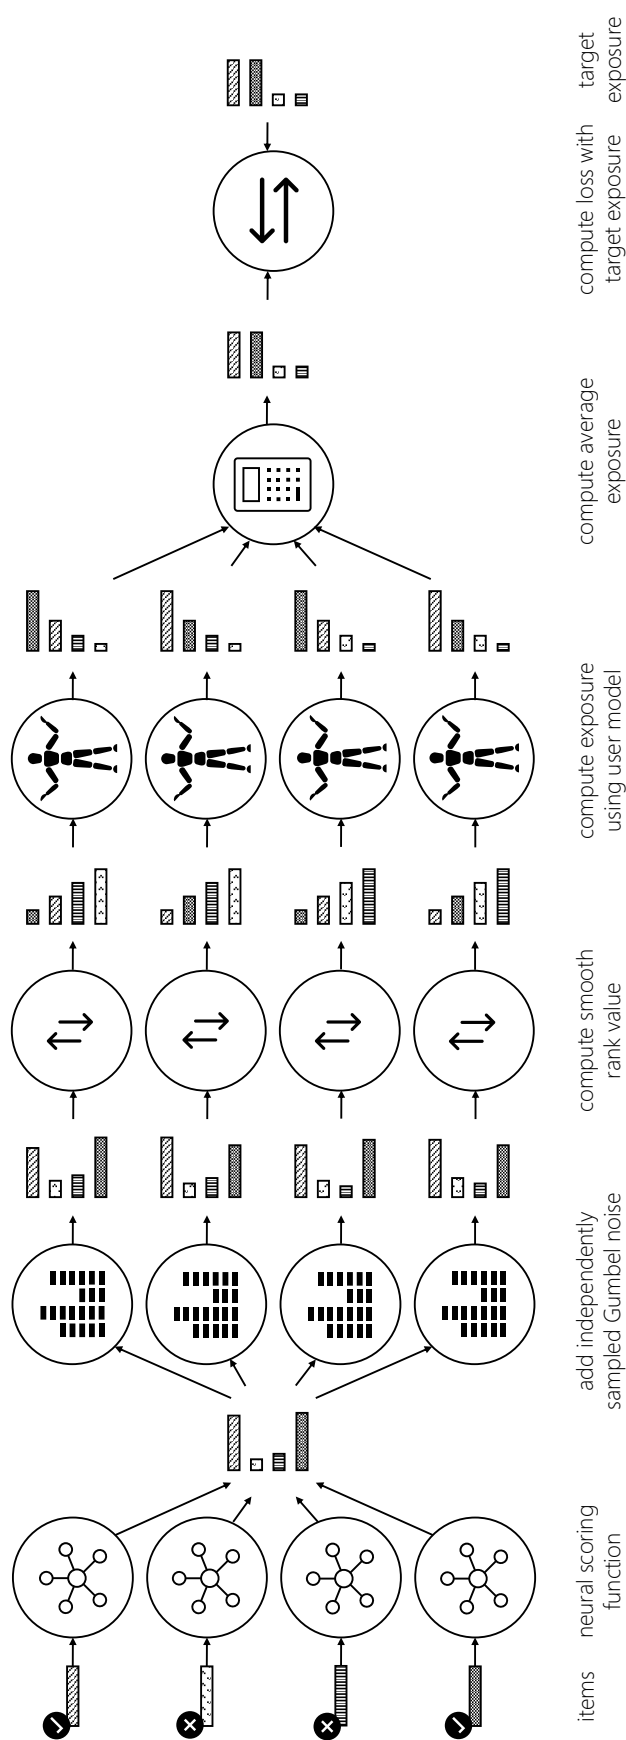 items
neural scoring
function
add independently
sampled Gumbel noise
compute smooth
rank value
compute exposure
using user model
compute average
exposure
compute loss with
target exposure
target
exposure